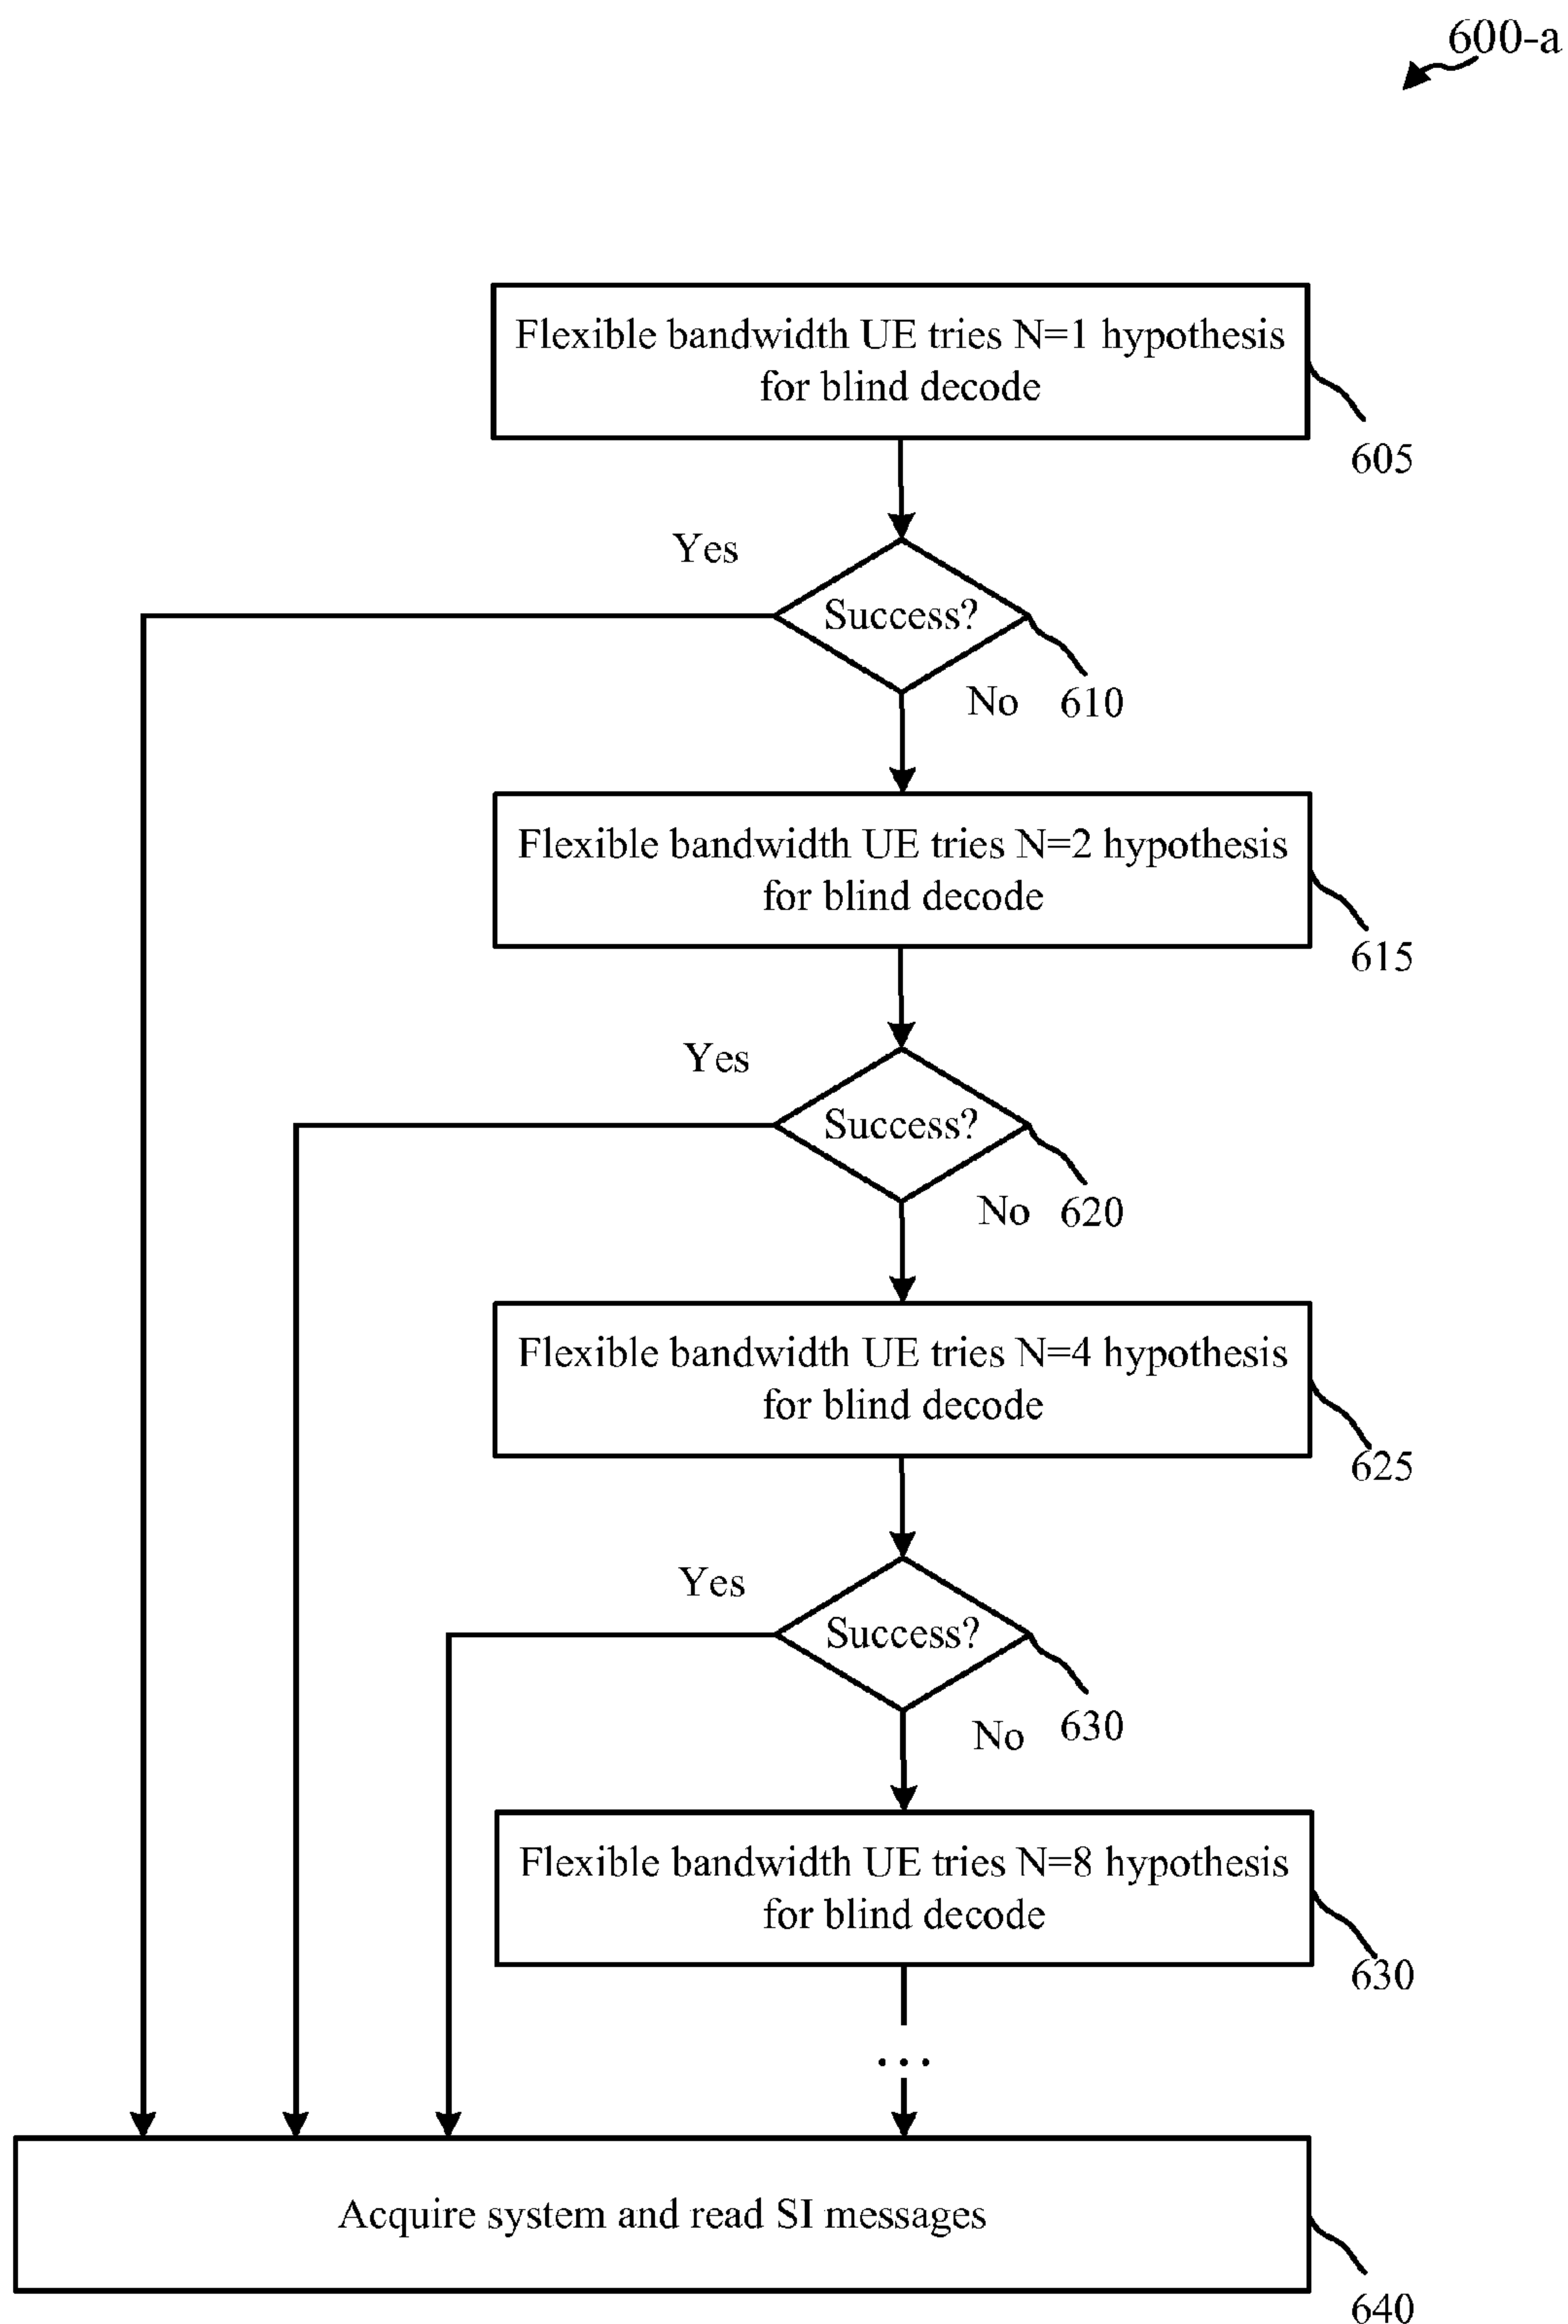 600-a
Flexible bandwidth UE tries N=1 hypothesis
for blind decode
605
Yes
Success?
No
610
Flexible bandwidth UE tries N=2 hypothesis
for blind decode
615
Yes
Success?
No
620
Flexible bandwidth UE tries N=4 hypothesis
for blind decode
625
Yes
Success?
No
630
Flexible bandwidth UE tries N=8 hypothesis
for blind decode
630
...
Acquire system and read SI messages
640